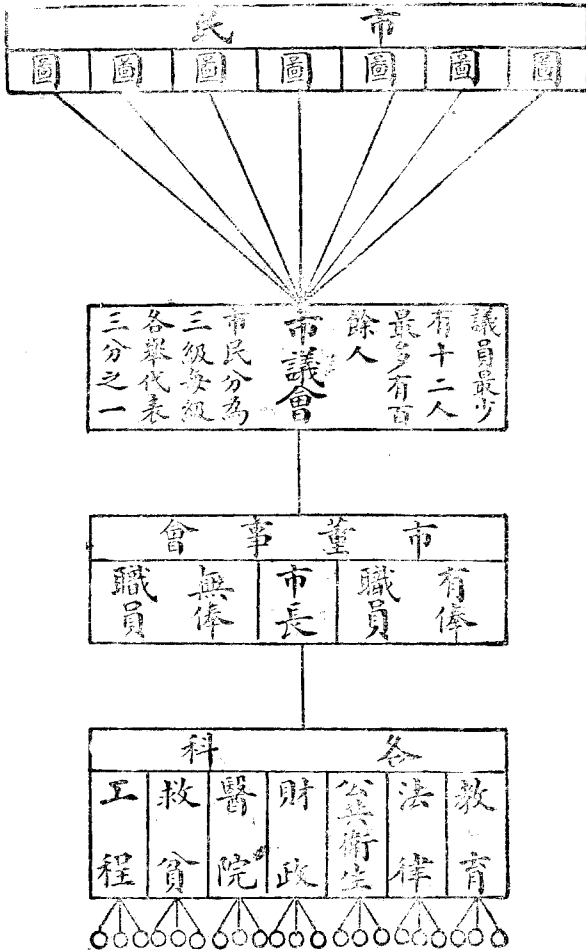 市民
圖
圖
圖
圖
圖
圖
圖
議員最少
有十二人
最多有百
餘人
市議會
市民分為
三級每級
各舉代表
三分之一
市董事會
有俸
職員
市長
無俸
職員
各科
教育
法律
公共衛生
財政
醫院
救貧
工程